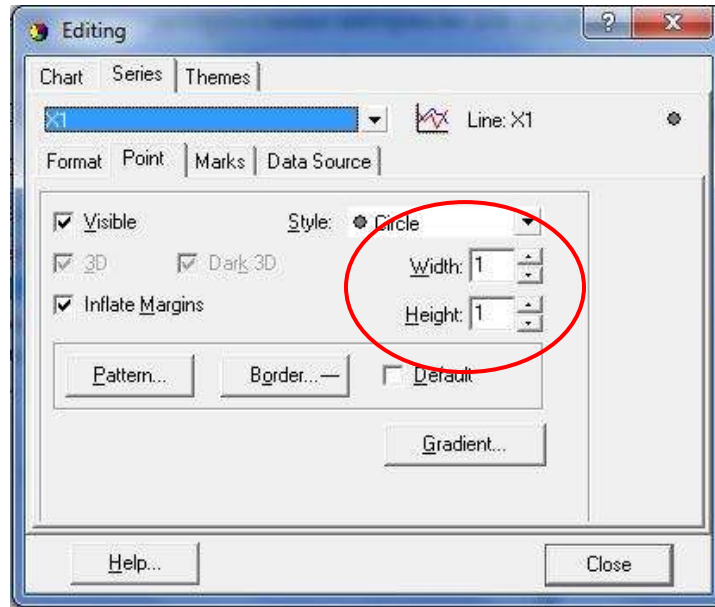 Editing
Chart Series Themes
X1 Line: X1
Format Point Marks Data Source
Visible Style: Circle
3D Dark 3D Width: 1
Inflate Margins Height: 1
Pattern... Border... Default
Gradient...
Help... Close